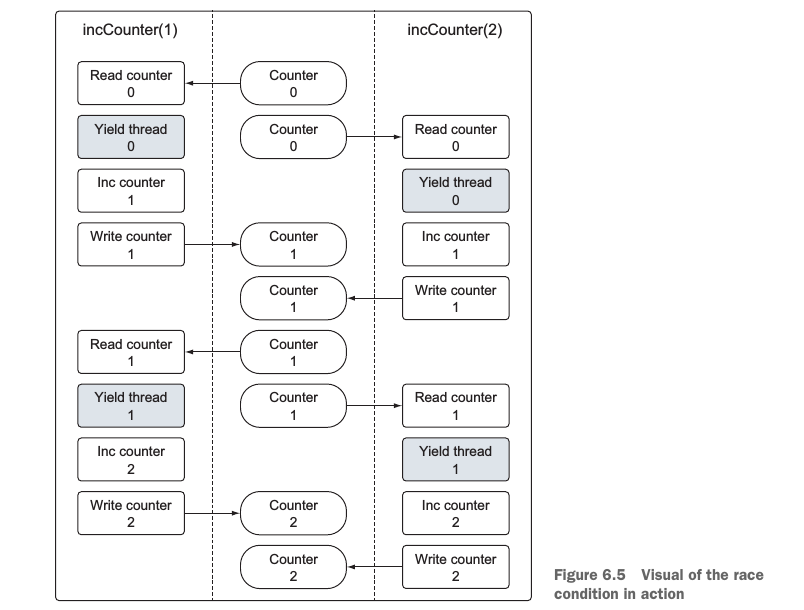 incCounter(1)
incCounter(2)
Read counter
0
Counter
0
Yield thread
0
Counter
0
Read counter
0
Inc counter
1
Yield thread
0
Write counter
1
Counter
1
Inc counter
1
Counter
1
Write counter
1
Read counter
1
Counter
1
Yield thread
1
Counter
1
Read counter
1
Inc counter
2
Yield thread
1
Write counter
2
Counter
2
Inc counter
2
Counter
2
Write counter
2
Figure 6.5 Visual of the race
condition in action